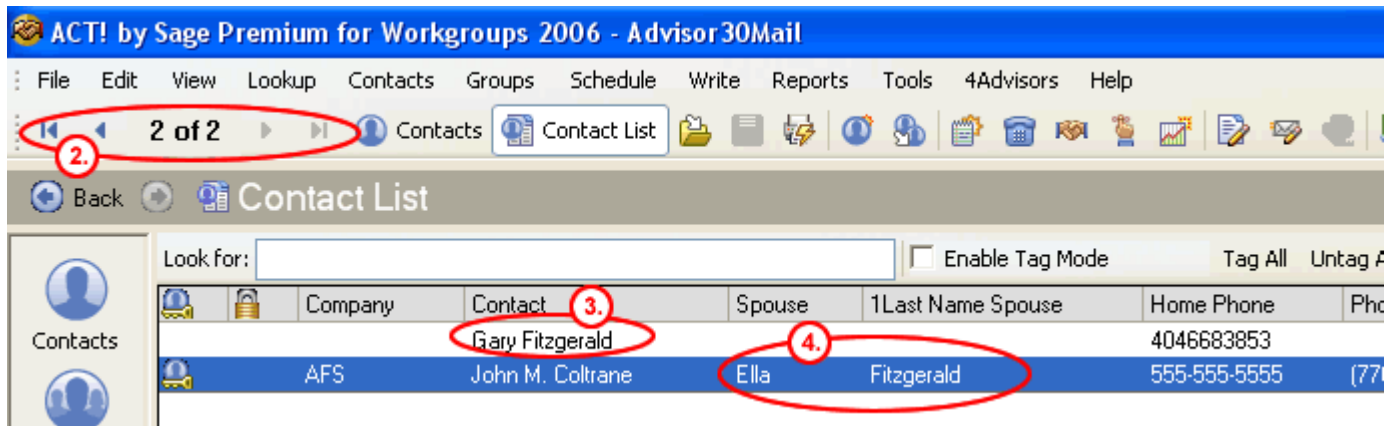 ACT! by Sage Premium for Workgroups 2006 - Advisor30Mail
File Edit View Lookup Contacts Groups Schedule Write Reports Tools 4Advisors Help
2 of 2 Contacts Contact List
2.
Back Contact List
Look for: Enable Tag Mode Tag All Untag A
Company Contact 3. Spouse 1Last Name Spouse Home Phone Pho
Contacts
Gary Fitzgerald 4. 4046683853
AFS John M. Coltrane Ella Fitzgerald 555-555-5555 (77